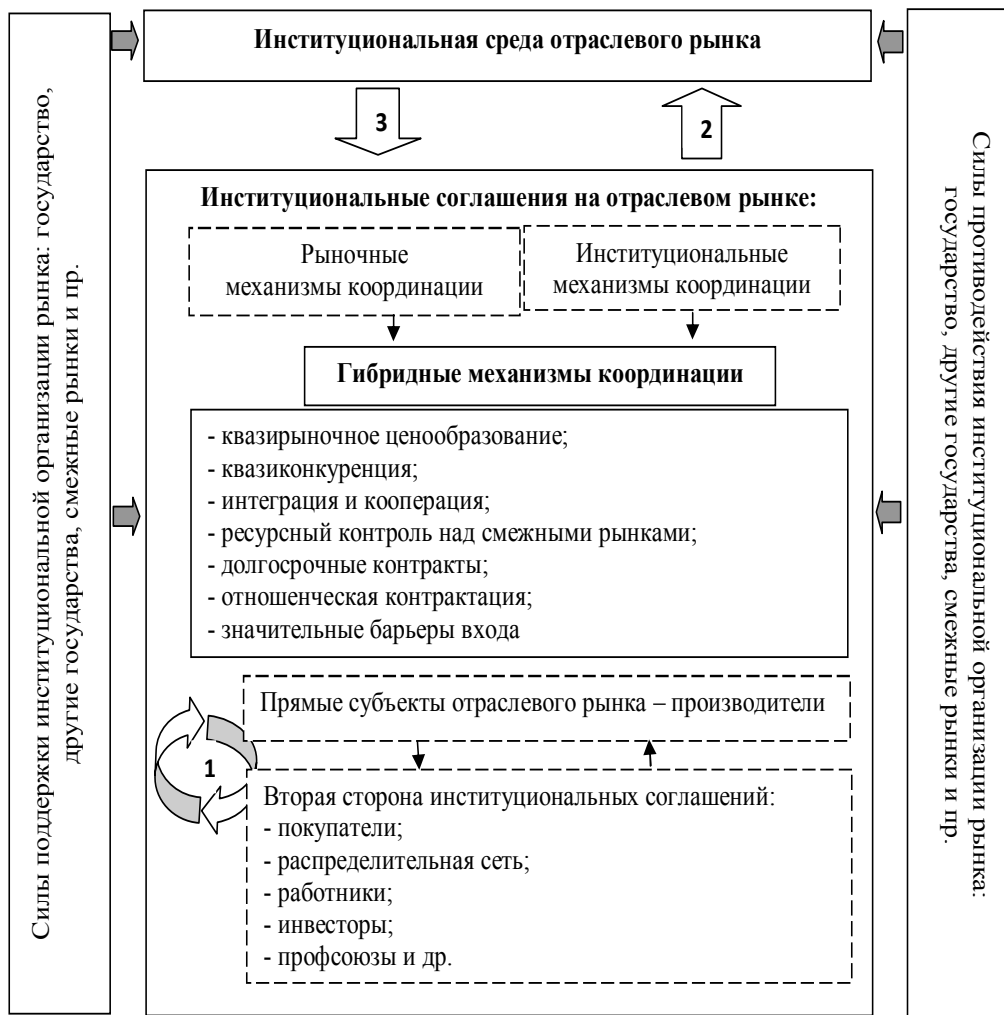 Силы поддержки институциональной организации рынка: государство,
другие государства, смежные рынки и пр.
Институциональная среда отраслевого рынка
3
2
Институциональные соглашения на отраслевом рынке:
Рыночные
механизмы координации
Институциональные
механизмы координации
Гибридные механизмы координации
- квазирыночное ценообразование;
- квазиконкуренция;
- интеграция и кооперация;
- ресурсный контроль над смежными рынками;
- долгосрочные контракты;
- отношенческая контрактация;
- значительные барьеры входа
Прямые субъекты отраслевого рынка – производители
1
Вторая сторона институциональных соглашений:
- покупатели;
- распределительная сеть;
- работники;
- инвесторы;
- профсоюзы и др.
Силы противодействия институциональной организации рынка:
государство, другие государства, смежные рынки и пр.